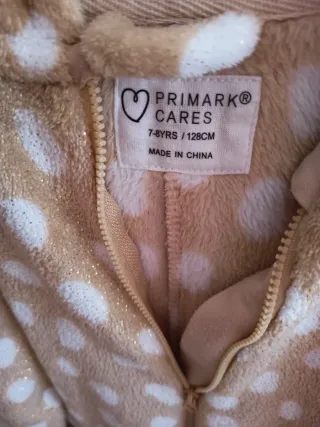 PRIMARK®
CARES
7-8YRS / 128CM
MADE IN CHINA